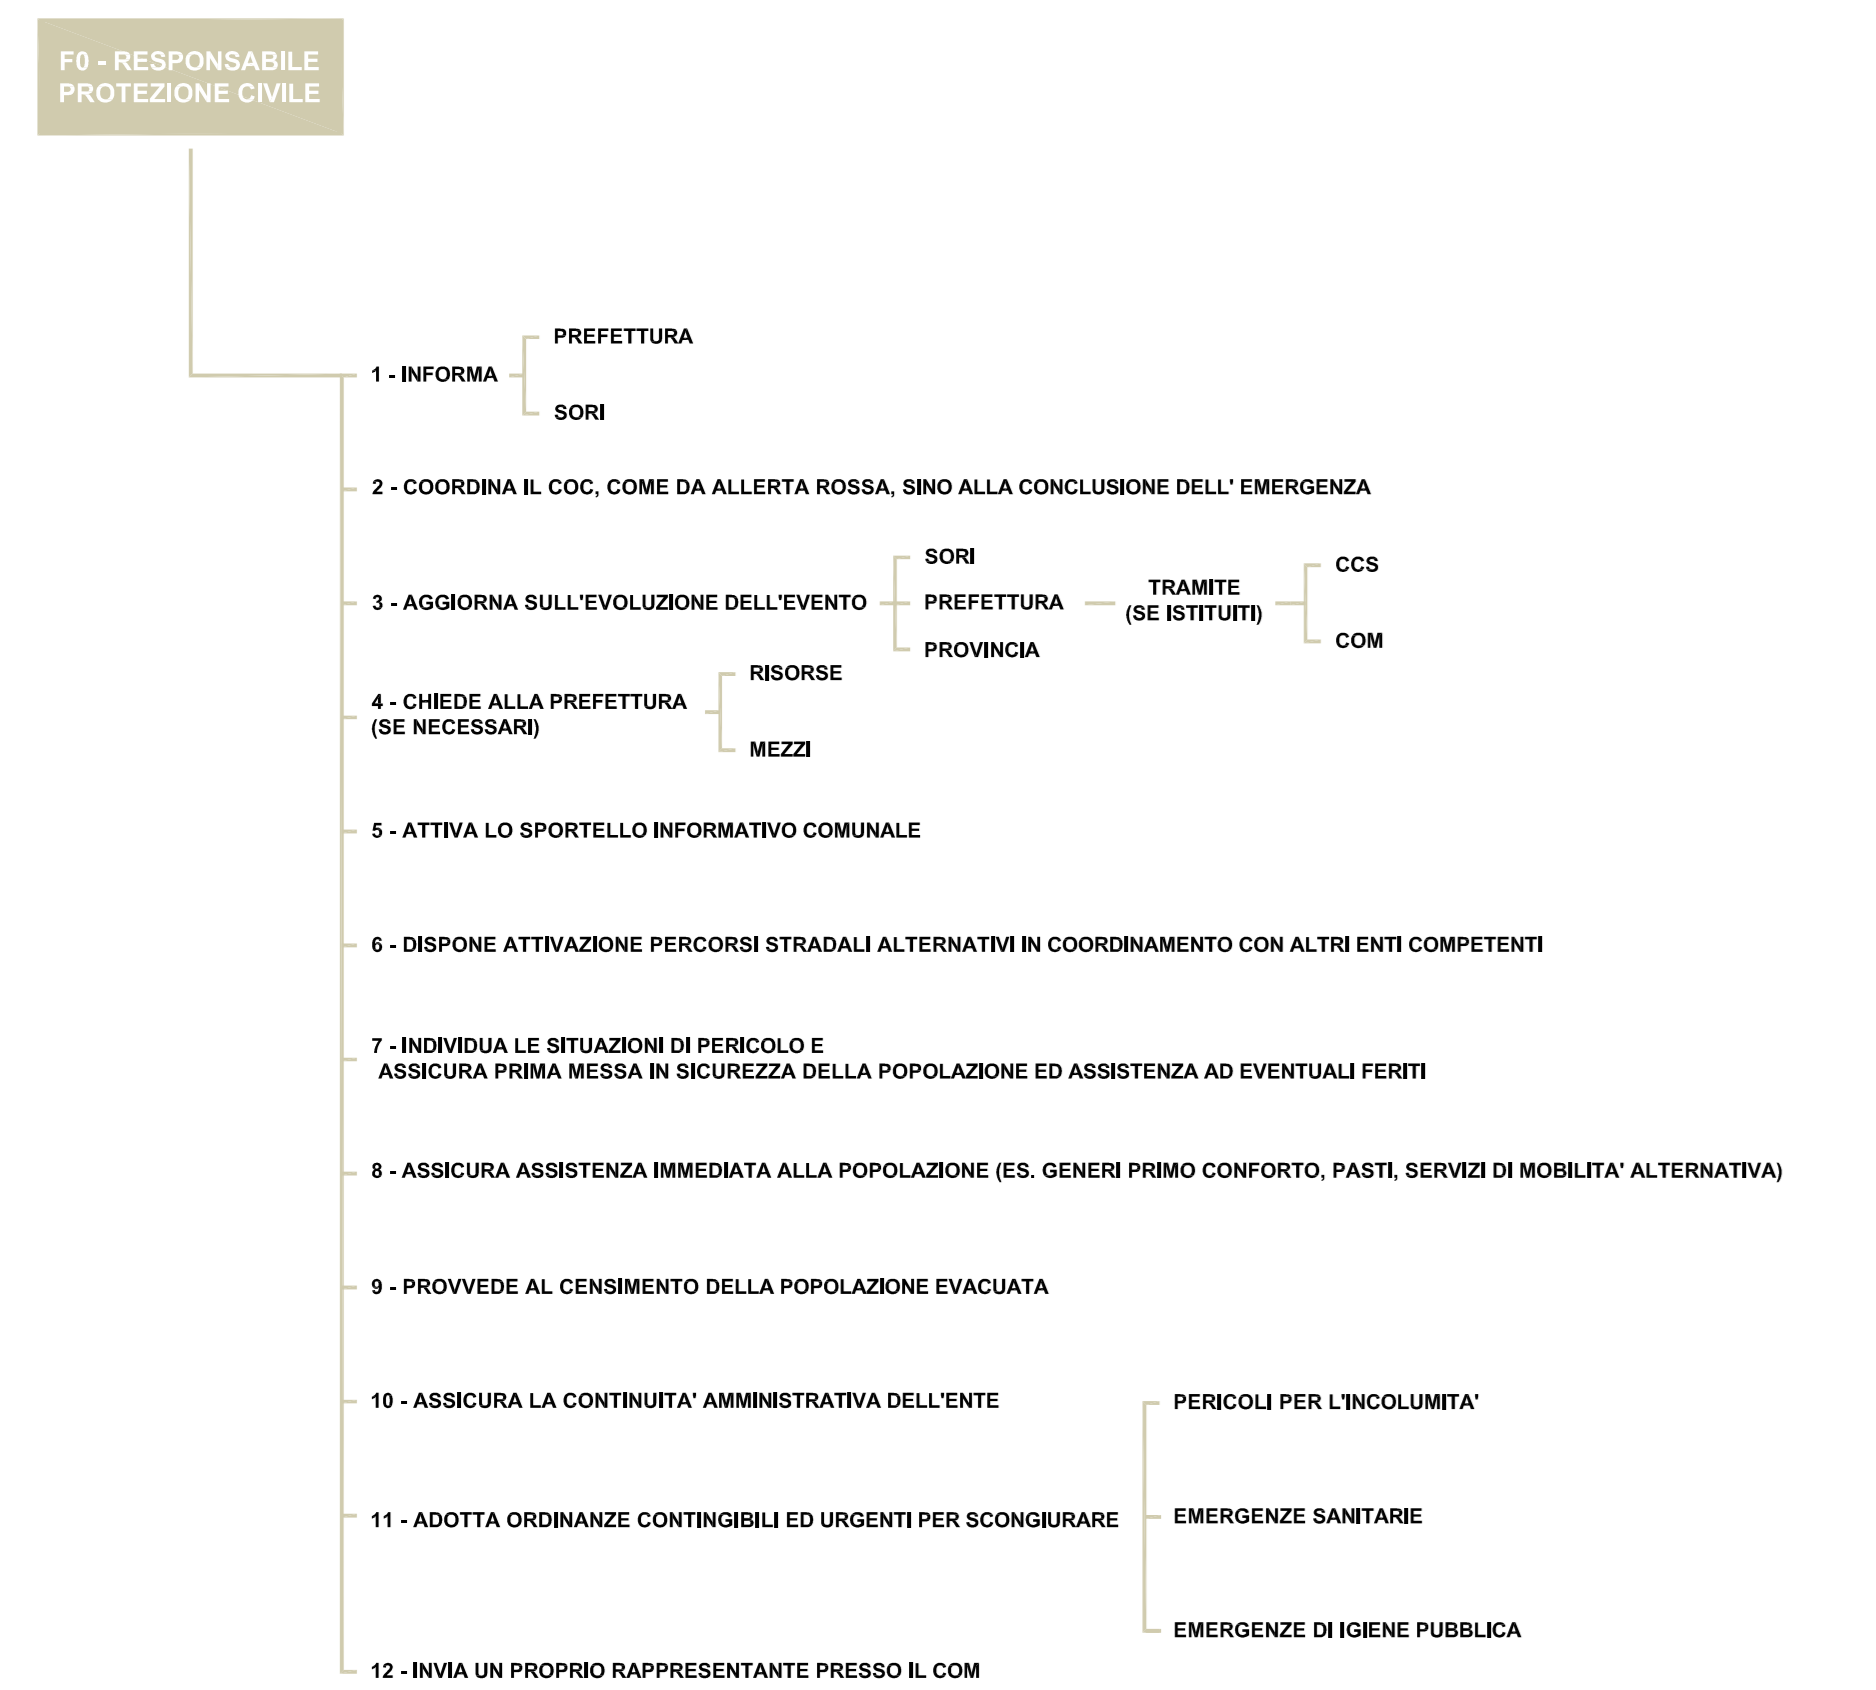 F0 - RESPONSABILE
PROTEZIONE CIVILE
1 - INFORMA
PREFETTURA
SORI
2 - COORDINA IL COC, COME DA ALLERTA ROSSA, SINO ALLA CONCLUSIONE DELL' EMERGENZA
3 - AGGIORNA SULL'EVOLUZIONE DELL'EVENTO
SORI
PREFETTURA
PROVINCIA
TRAMITE
(SE ISTITUITI)
CCS
COM
4 - CHIEDE ALLA PREFETTURA
(SE NECESSARI)
RISORSE
MEZZI
5 - ATTIVA LO SPORTELLO INFORMATIVO COMUNALE
6 - DISPONE ATTIVAZIONE PERCORSI STRADALI ALTERNATIVI IN COORDINAMENTO CON ALTRI ENTI COMPETENTI
7 - INDIVIDUA LE SITUAZIONI DI PERICOLO E
ASSICURA PRIMA MESSA IN SICUREZZA DELLA POPOLAZIONE ED ASSISTENZA AD EVENTUALI FERITI
8 - ASSICURA ASSISTENZA IMMEDIATA ALLA POPOLAZIONE (ES. GENERI PRIMO CONFORTO, PASTI, SERVIZI DI MOBILITA' ALTERNATIVA)
9 - PROVVEDE AL CENSIMENTO DELLA POPOLAZIONE EVACUATA
10 - ASSICURA LA CONTINUITA' AMMINISTRATIVA DELL'ENTE
11 - ADOTTA ORDINANZE CONTINGIBILI ED URGENTI PER SCONGIURARE
PERICOLI PER L'INCOLUMITA'
EMERGENZE SANITARIE
EMERGENZE DI IGIENE PUBBLICA
12 - INVIA UN PROPRIO RAPPRESENTANTE PRESSO IL COM